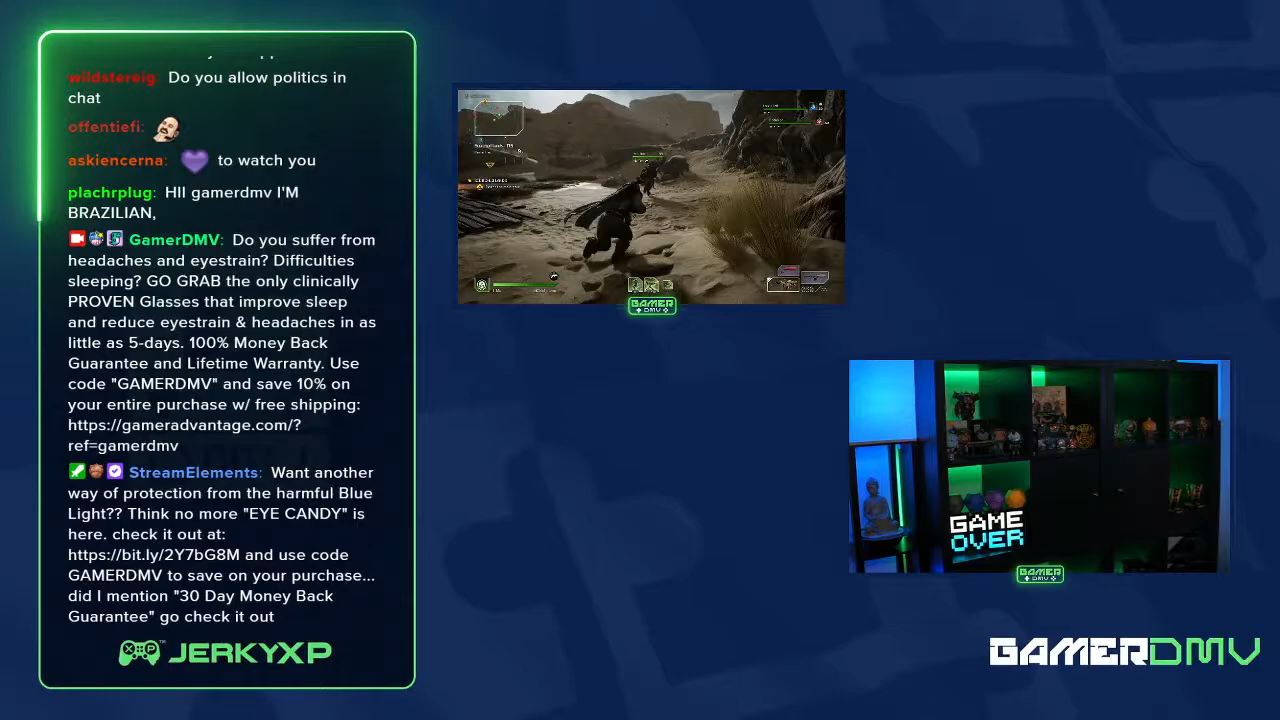 wildstereig: Do you allow politics in
chat
offentiefi:
askiencerna: to watch you
plachrplug: HII gamerdmv I'M
BRAZILIAN,
GamerDMV: Do you suffer from
headaches and eyestrain? Difficulties
sleeping? GO GRAB the only clinically
PROVEN Glasses that improve sleep
and reduce eyestrain & headaches in as
little as 5-days. 100% Money Back
Guarantee and Lifetime Warranty. Use
code "GAMERDMV" and save 10% on
your entire purchase w/ free shipping:
https://gameradvantage.com/?
ref=gamerdmv
StreamElements: Want another
way of protection from the harmful Blue
Light?? Think no more "EYE CANDY" is
here. check it out at:
https://bit.ly/2Y7bG8M and use code
GAMERDMV to save on your purchase...
did I mention "30 Day Money Back
Guarantee" go check it out
XP™ JERKYXP
GAMER
DMV
GAME
OVER
GAMER
DMV
GAMERDMV